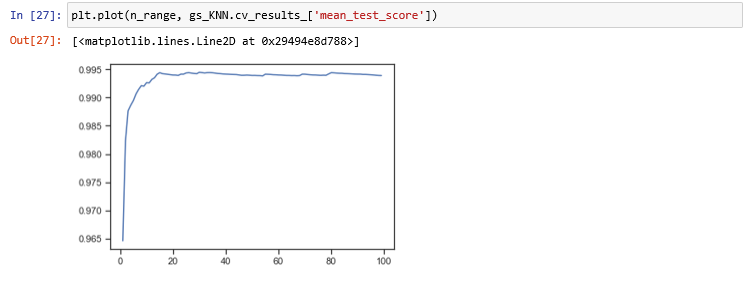 In [27]: plt.plot(n_range, gs_KNN.cv_results_['mean_test_score'])
Out[27]: [<matplotlib.lines.Line2D at 0x29494e8d788>]
0.995
0.990
0.985
0.980
0.975
0.970
0.965
0 20 40 60 80 100